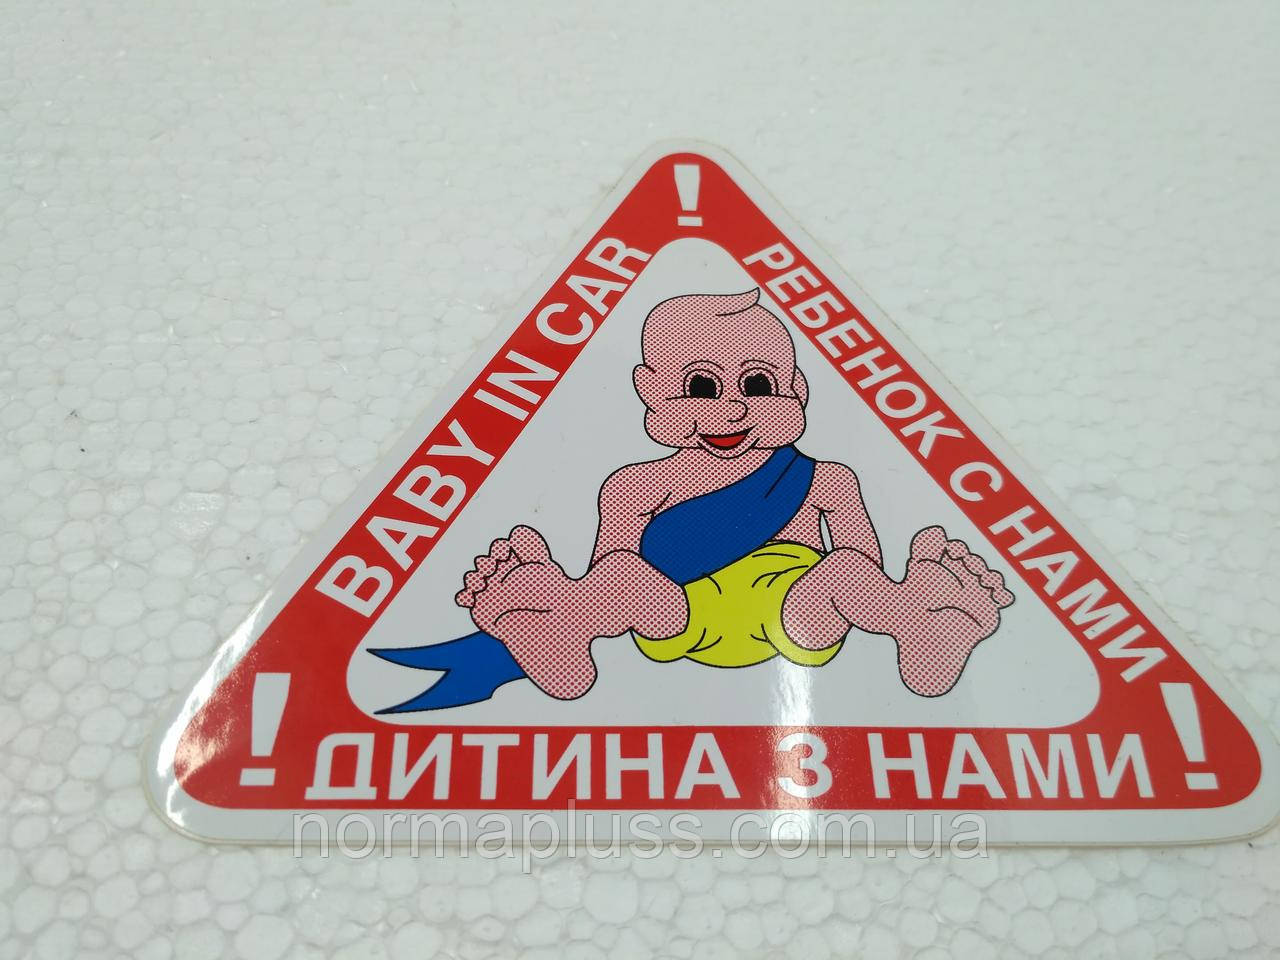 !
BABY IN CAR
РЕБЕНОК С НАМИ
! ДИТИНА З НАМИ !
normapluss.com.ua